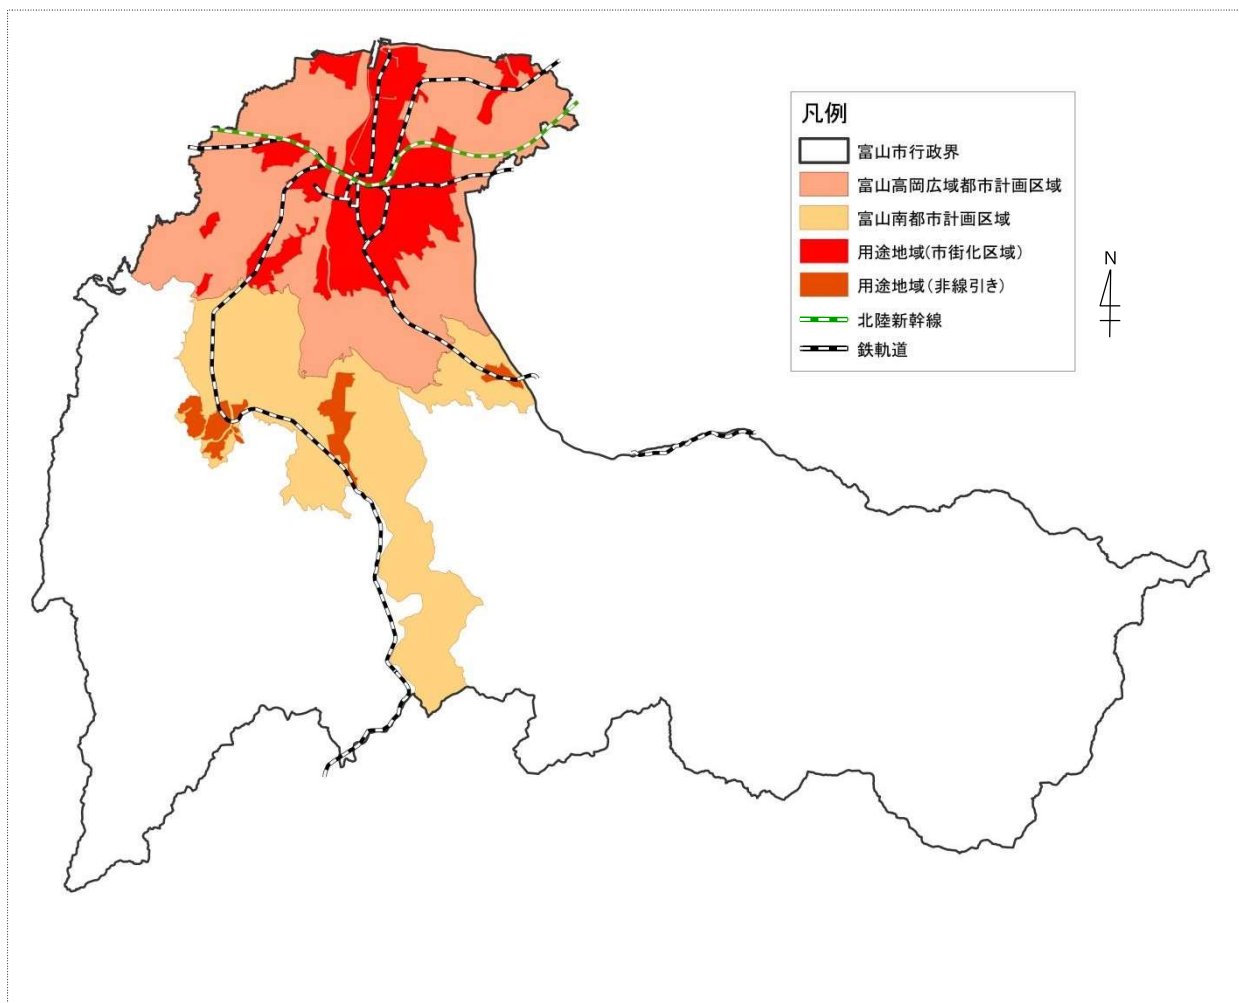 凡例
富山市行政界
富山高岡広域都市計画区域
富山南都市計画区域
用途地域(市街化区域)
用途地域(非線引き)
北陸新幹線
鉄軌道
N